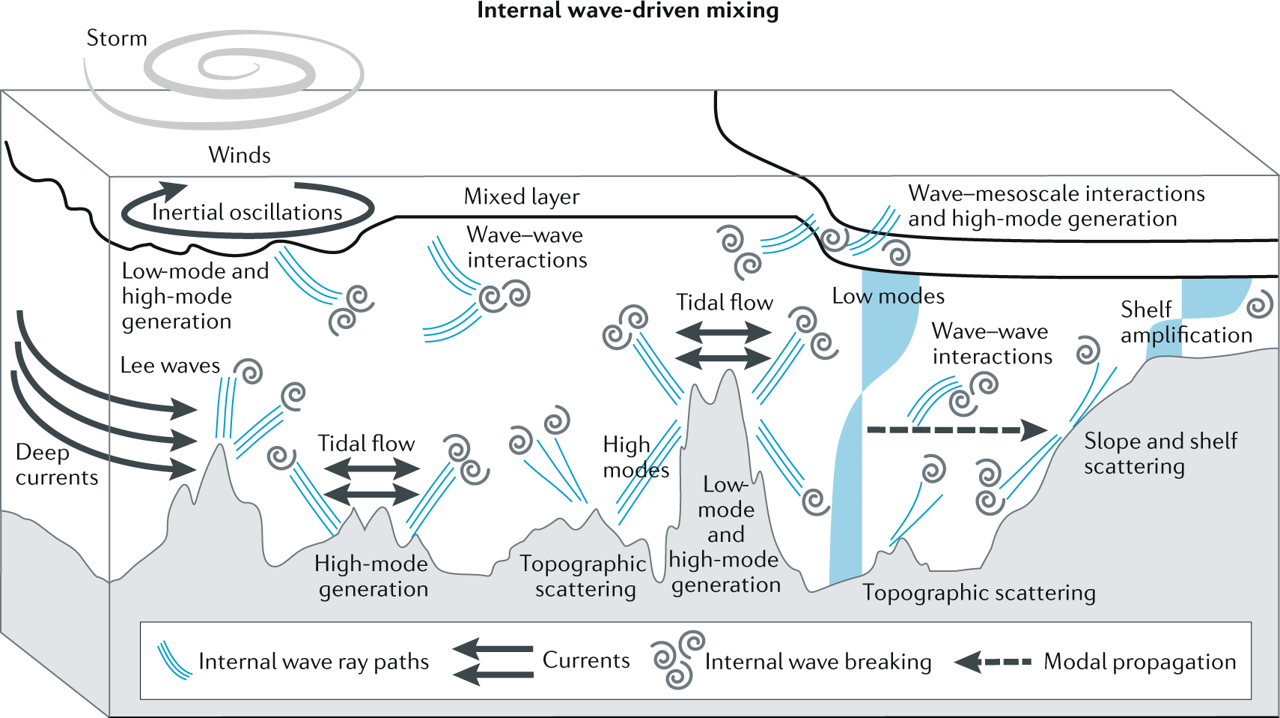 Internal wave-driven mixing
Storm
Winds
Inertial oscillations
Mixed layer
Wave–mesoscale interactions
and high-mode generation
Low-mode and
high-mode
generation
Wave–wave
interactions
Tidal flow
Low modes
Shelf
amplification
Wave–wave
interactions
Lee waves
Deep
currents
Tidal flow
High
modes
Slope and shelf
scattering
Low-
mode
and
high-mode
generation
High-mode
generation
Topographic
scattering
Topographic scattering
Internal wave ray paths
Currents
Internal wave breaking
Modal propagation